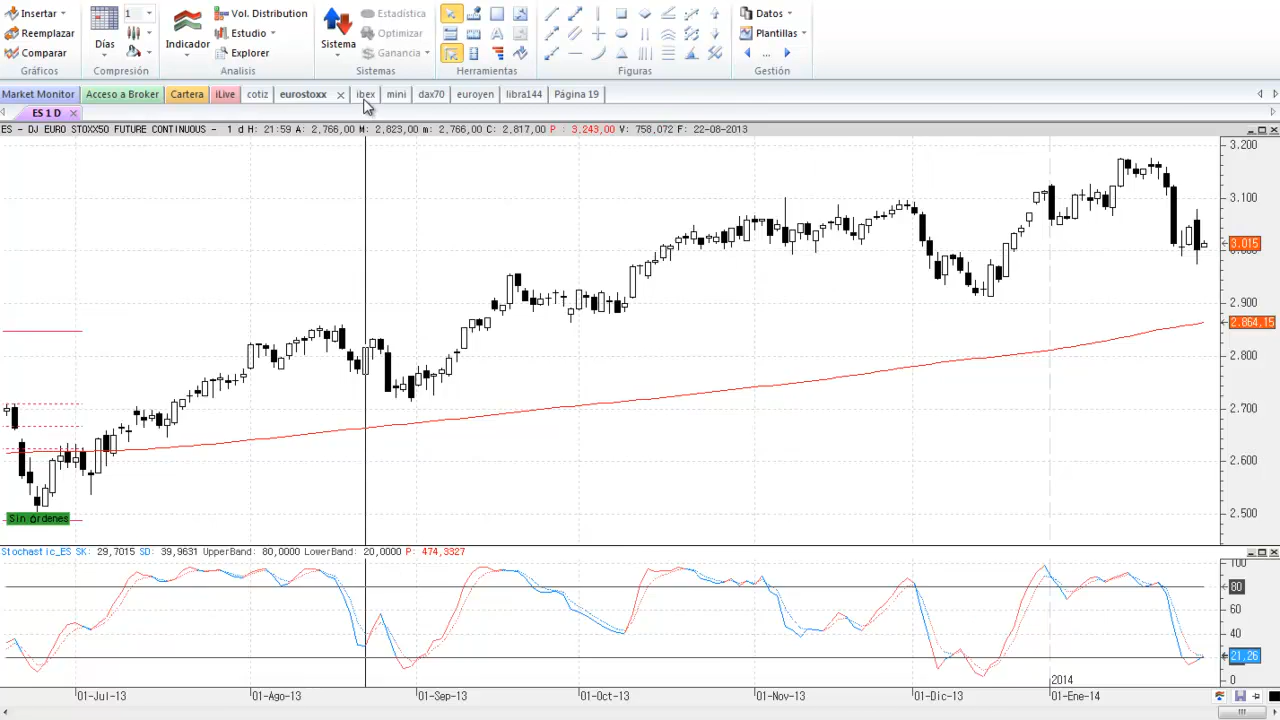 Insertar
Reemplazar
Comparar
Gráficos
Días
1
Compresión
Indicador
Vol. Distribution
Estudio
Explorer
Analisis
Sistema
Estadística
Optimizar
Ganancia
Sistemas
Herramientas
Figuras
Datos
Plantillas
...
Gestión
Market Monitor
Acceso a Broker
Cartera
iLive
cotiz
eurostoxx
ibex
mini
dax70
euroyen
libra144
Página 19
ES 1 D
ES - DJ EURO STOXX50 FUTURE CONTINUOUS - 1 d H: 21:59 A: 2,766,00 M: 2,823,00 m: 2,766,00 C: 2,817,00 P : 3,243,00 V: 758,072 F: 22-08-2013
3.200
3.100
3.015
2.900
2.864,15
2.800
2.700
2.600
2.500
Sin órdenes
Stochastic_ES SK: 29,7015 SD: 39,9631 UpperBand: 80,0000 LowerBand: 20,0000 P: 474,3327
100
80
60
40
21,26
0
2014
01-Jul-13
01-Ago-13
01-Sep-13
01-Oct-13
01-Nov-13
01-Dic-13
01-Ene-14